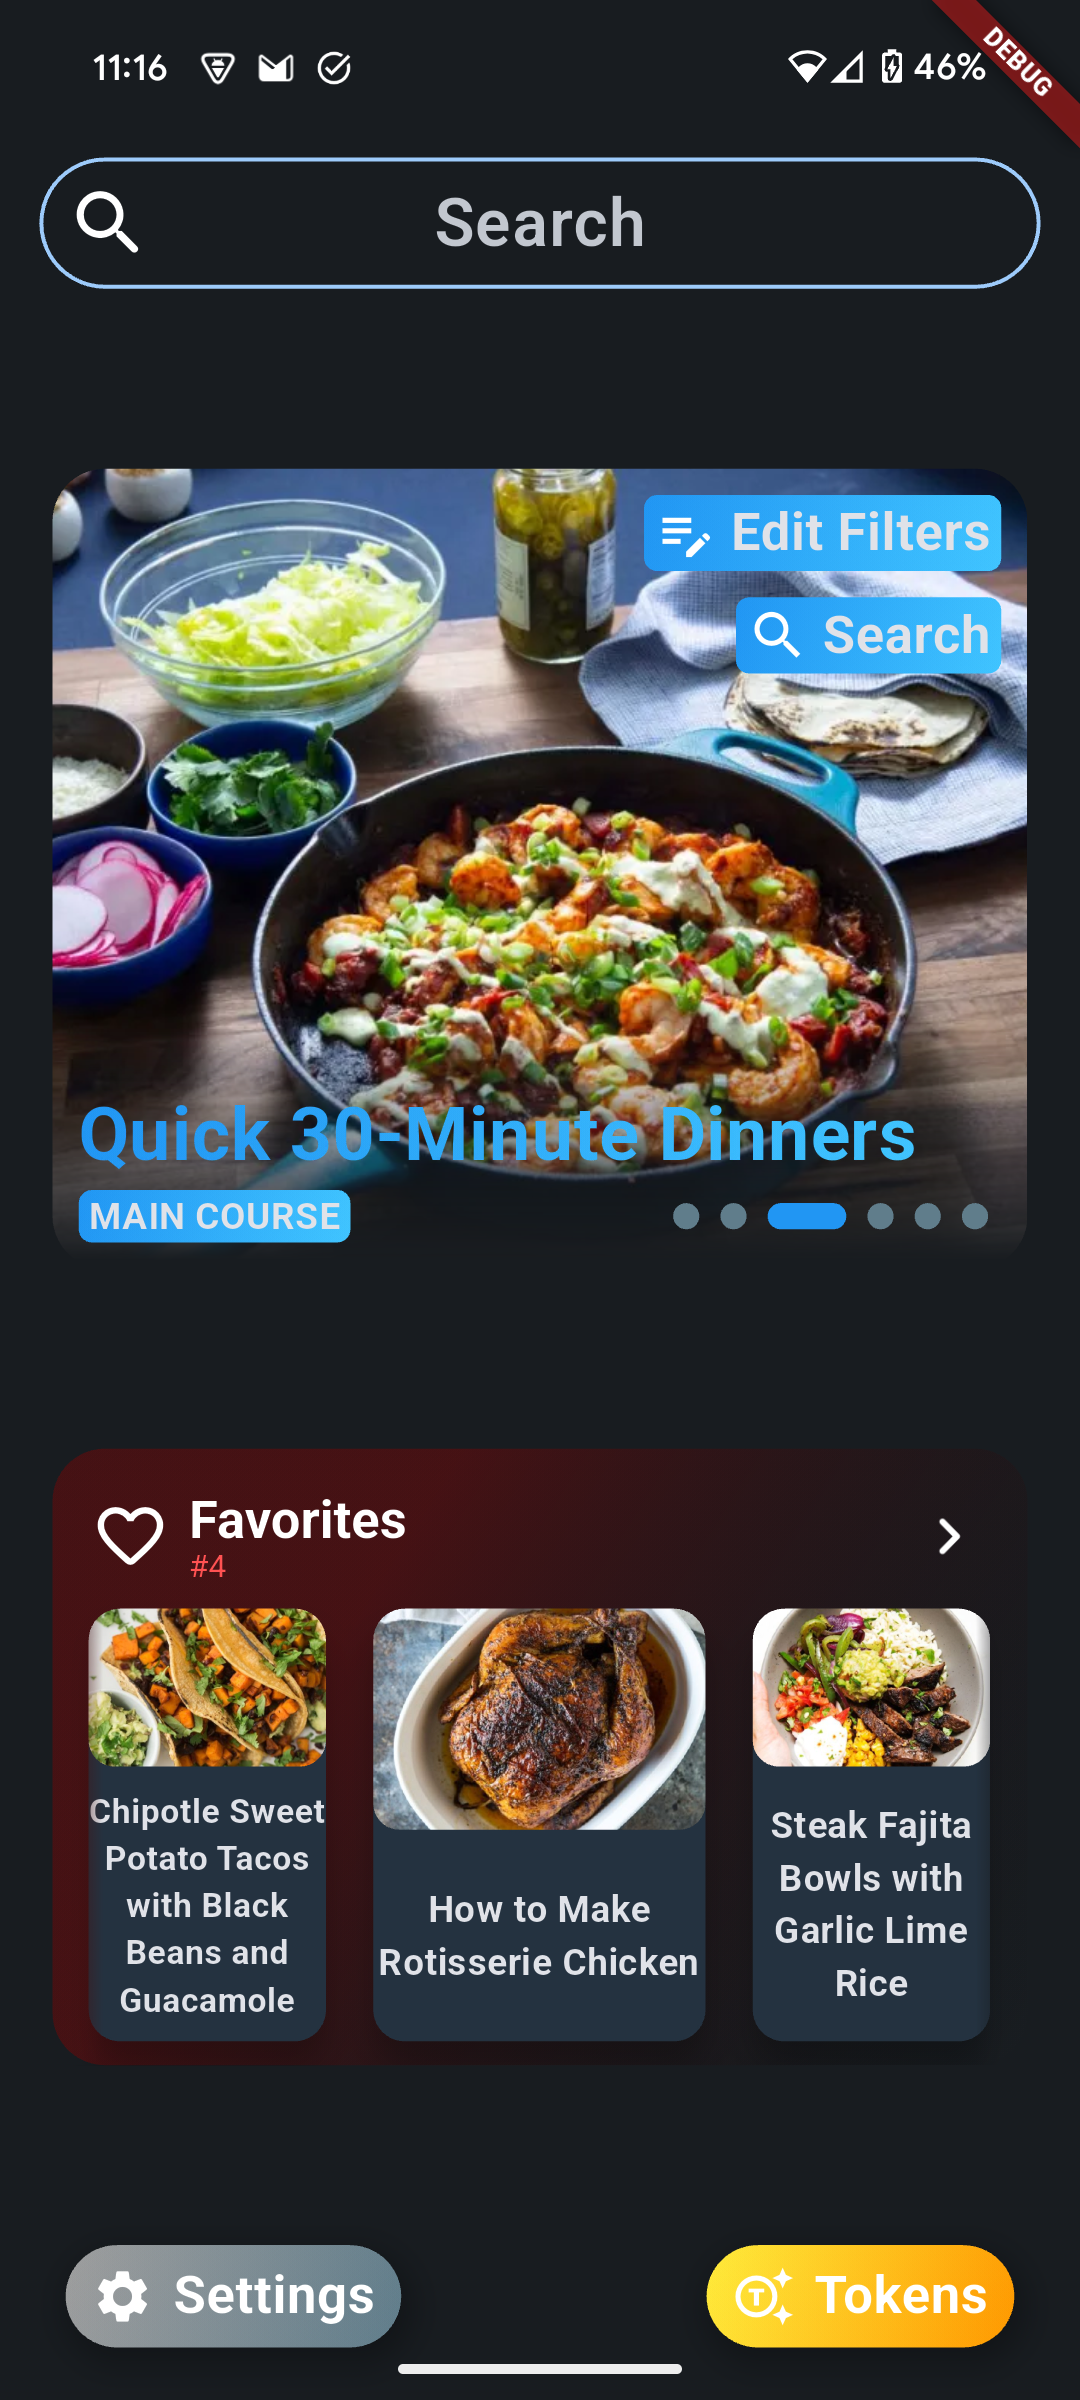 11:16
46%
DEBUG
Search
Edit Filters
Search
Quick 30-Minute Dinners
MAIN COURSE
Favorites
#4
Chipotle Sweet
Potato Tacos
with Black
Beans and
Guacamole
How to Make
Rotisserie Chicken
Steak Fajita
Bowls with
Garlic Lime
Rice
Settings
T
Tokens